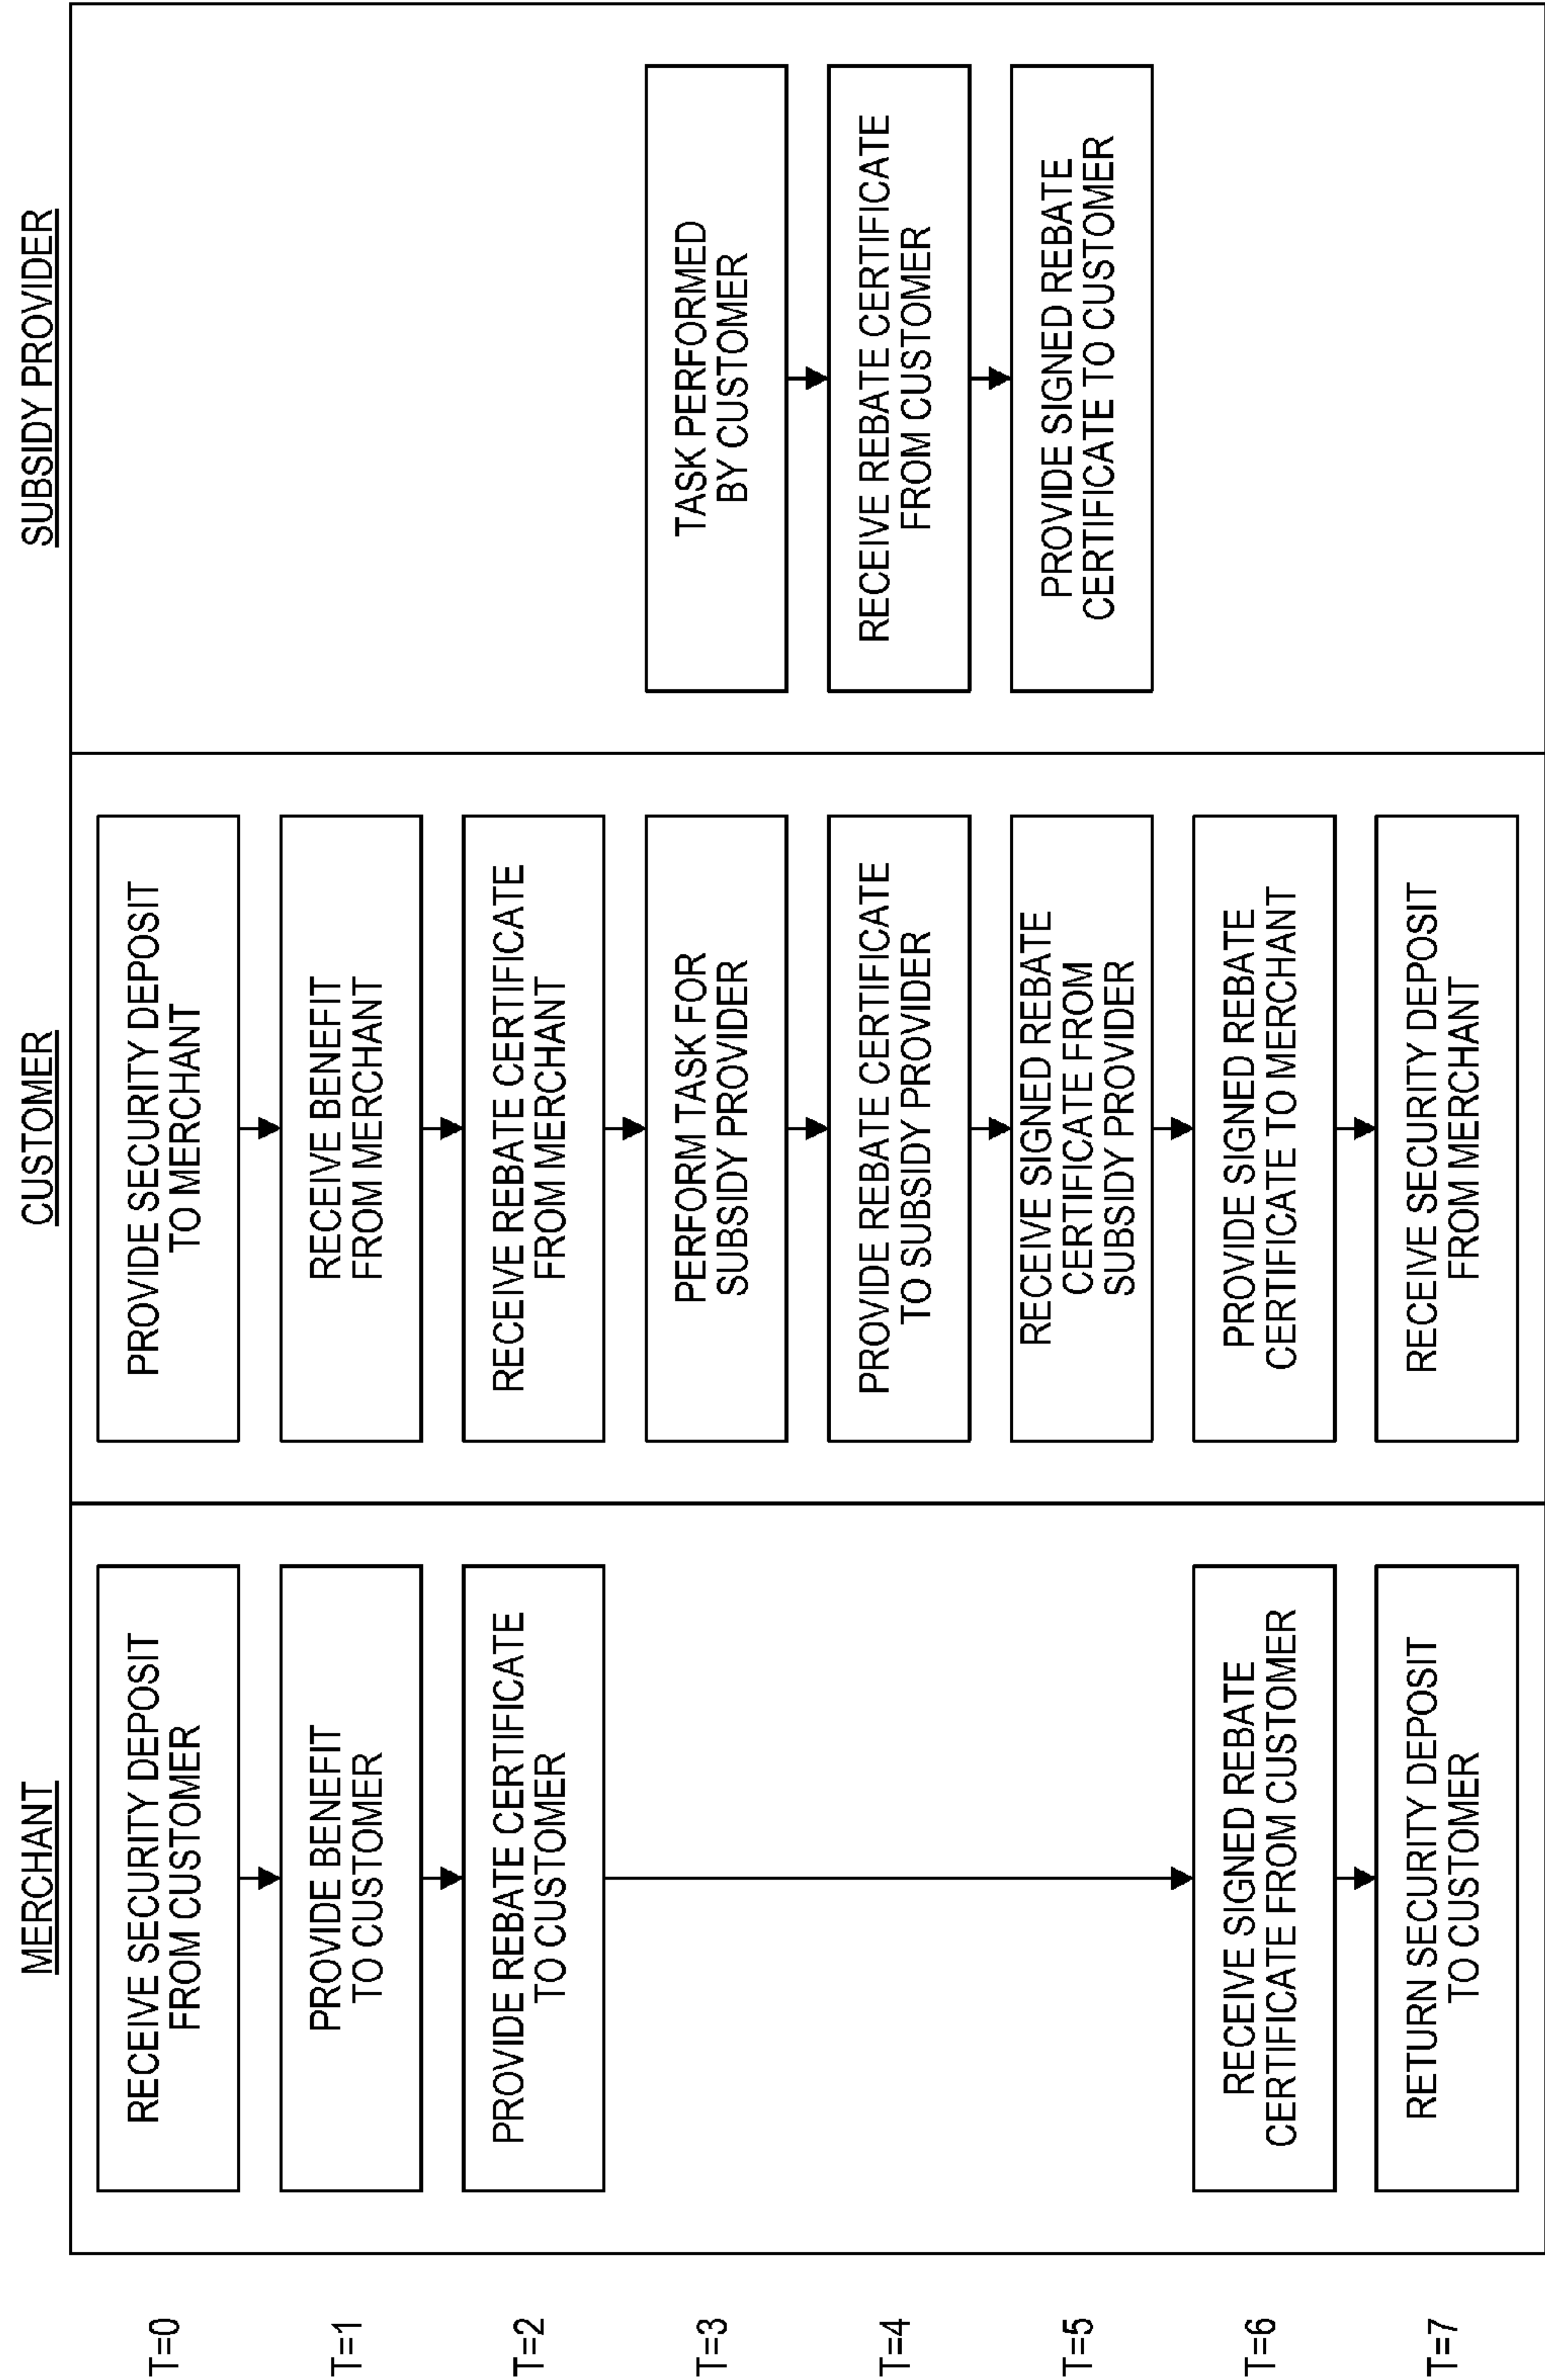 MERCHANT
CUSTOMER
SUBSIDY PROVIDER
T=0
RECEIVE SECURITY DEPOSIT
FROM CUSTOMER
PROVIDE SECURITY DEPOSIT
TO MERCHANT
T=1
PROVIDE BENEFIT
TO CUSTOMER
RECEIVE BENEFIT
FROM MERCHANT
T=2
PROVIDE REBATE CERTIFICATE
TO CUSTOMER
RECEIVE REBATE CERTIFICATE
FROM MERCHANT
T=3
PERFORM TASK FOR
SUBSIDY PROVIDER
TASK PERFORMED
BY CUSTOMER
T=4
PROVIDE REBATE CERTIFICATE
TO SUBSIDY PROVIDER
RECEIVE REBATE CERTIFICATE
FROM CUSTOMER
T=5
RECEIVE SIGNED REBATE
CERTIFICATE FROM
SUBSIDY PROVIDER
PROVIDE SIGNED REBATE
CERTIFICATE TO CUSTOMER
T=6
RECEIVE SIGNED REBATE
CERTIFICATE FROM CUSTOMER
PROVIDE SIGNED REBATE
CERTIFICATE TO MERCHANT
T=7
RETURN SECURITY DEPOSIT
TO CUSTOMER
RECEIVE SECURITY DEPOSIT
FROM MERCHANT